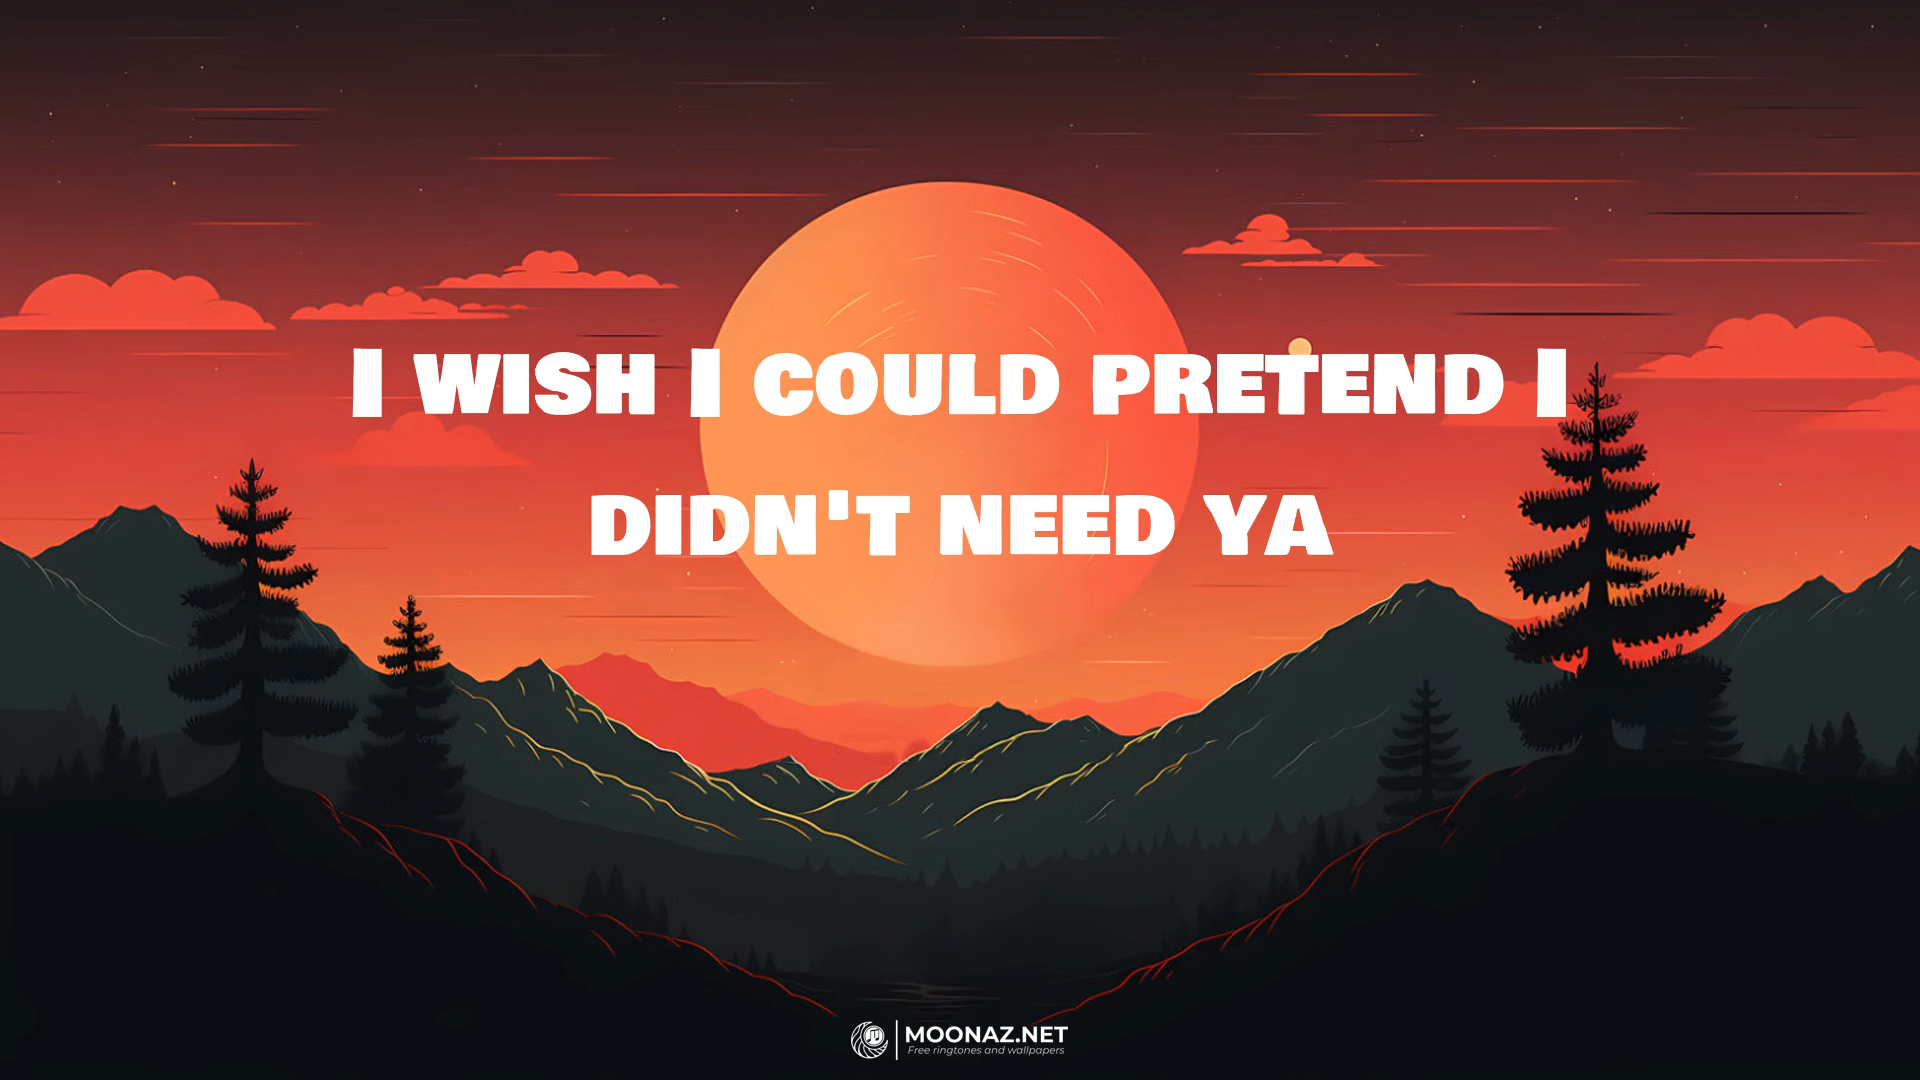 I WISH I COULD PRETEND I
DIDN'T NEED YA
MOONAZ.NET
Free ringtones and wallpapers